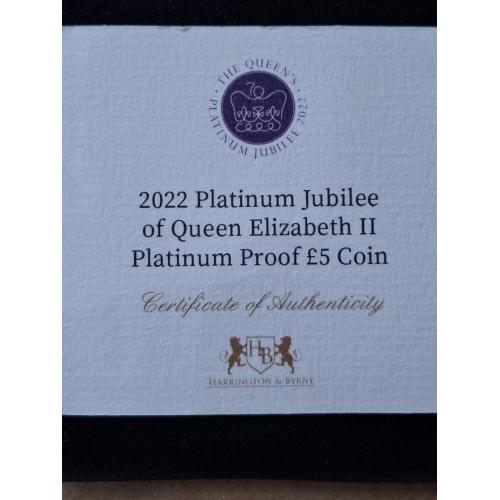 THE QUEEN'S
70
PLATINUM JUBILEE 2022
2022 Platinum Jubilee
of Queen Elizabeth II
Platinum Proof £5 Coin
Certificate of Authenticity
HB
HARRINGTON & BYRNE